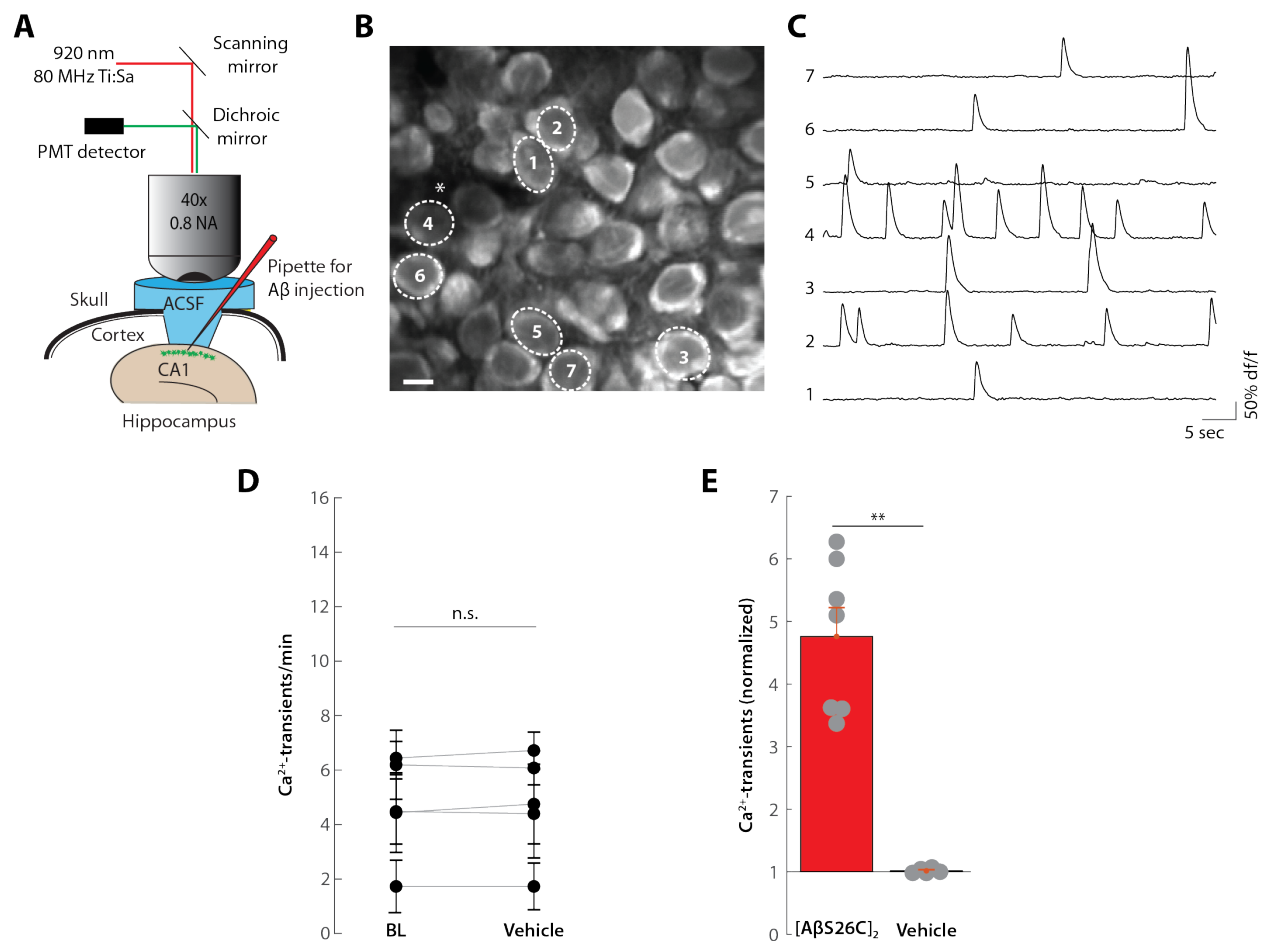 A
920 nm
80 MHz Ti:Sa
Scanning
mirror
Dichroic
mirror
PMT detector
40x
0.8 NA
Pipette for
Aβ injection
Skull
ACSF
Cortex
CA1
Hippocampus
B
2
1
*
4
6
5
3
7
C
7
6
5
4
3
2
1
50% df/f
5 sec
D
16
14
12
10
8
6
4
2
0
Ca²⁺-transients/min
n.s.
BL
Vehicle
E
7
6
5
4
3
2
1
0
Ca²⁺-transients (normalized)
**
[AβS26C]₂
Vehicle